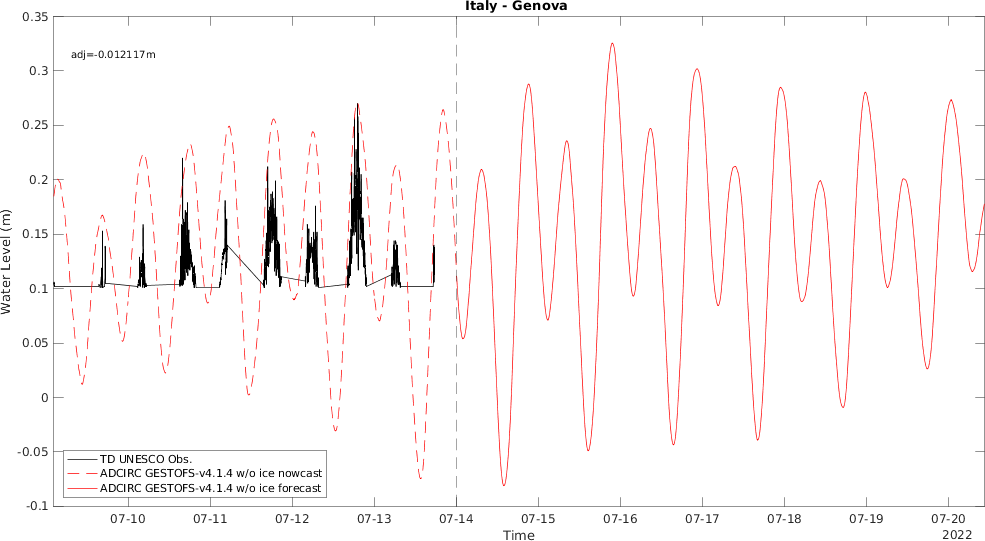 Italy - Genova
adj=-0.012117m
0.35
0.3
0.25
0.2
0.15
0.1
0.05
0
-0.05
-0.1
Water Level (m)
TD UNESCO Obs.
ADCIRC GESTOFS-v4.1.4 w/o ice nowcast
ADCIRC GESTOFS-v4.1.4 w/o ice forecast
07-10 07-11 07-12 07-13 07-14 07-15 07-16 07-17 07-18 07-19 07-20
Time
2022